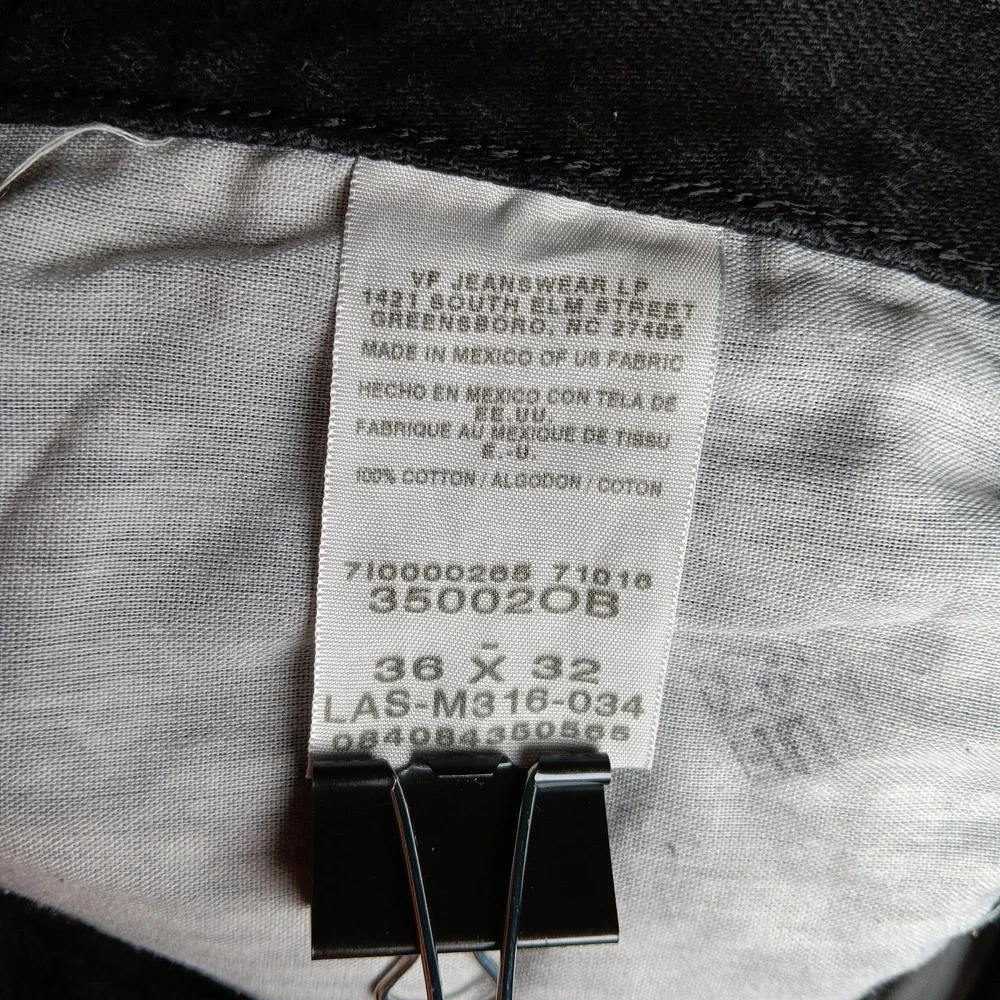 VF JEANSWEAR LP
1421 SOUTH ELM STREET
GREENSBORO, NC 27406
MADE IN MEXICO OF US FABRIC
HECHO EN MEXICO CON TELA DE
EE.UU.
FABRIQUE AU MEXIQUE DE TISSU
E.-U.
100% COTTON / ALGODON / COTON
710000265 71016
35002OB
36 X 32
LAS-M316-034
084084350565